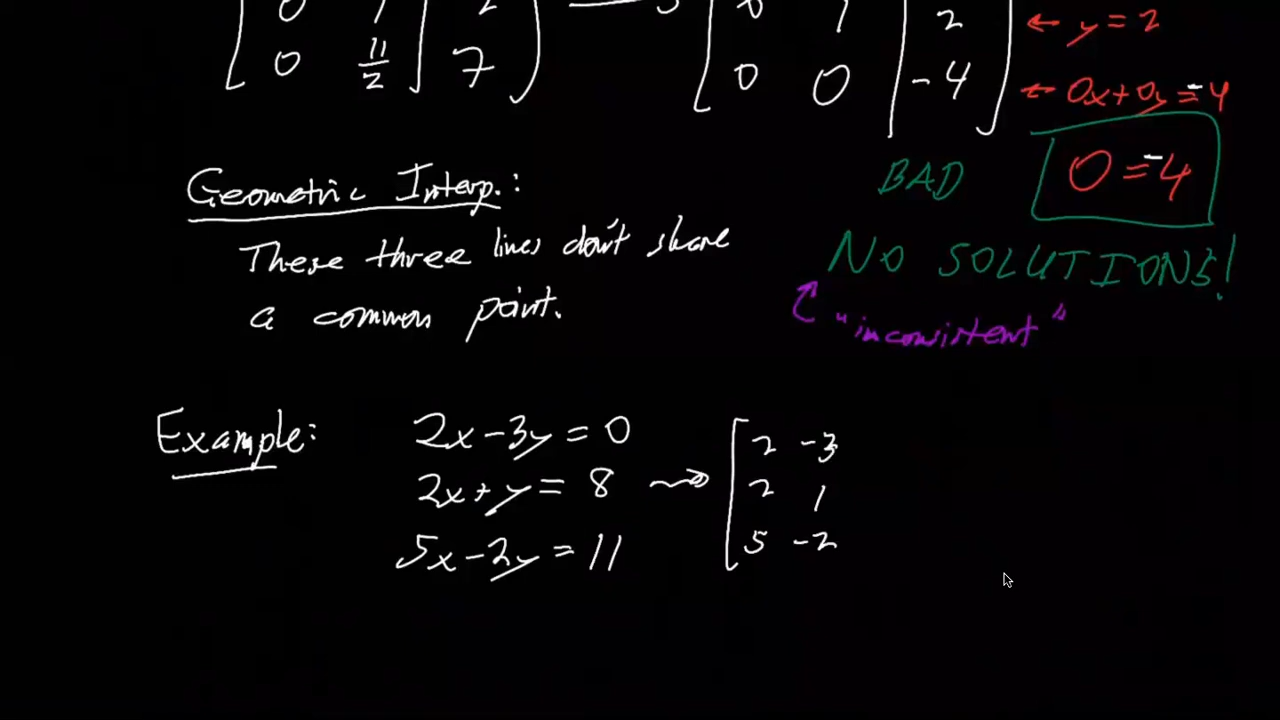 0 1 | 2 0 1 | 2 ← y = 2
0 11/2 | 7 0 0 | -4 ← 0x+0y = -4
Geometric Interp.: BAD 0 = -4
These three lines don't share NO SOLUTIONS!
a common point. "inconsistent"
Example: 2x-3y = 0 2 -3
2x+y = 8 2 1
5x-2y = 11 5 -2